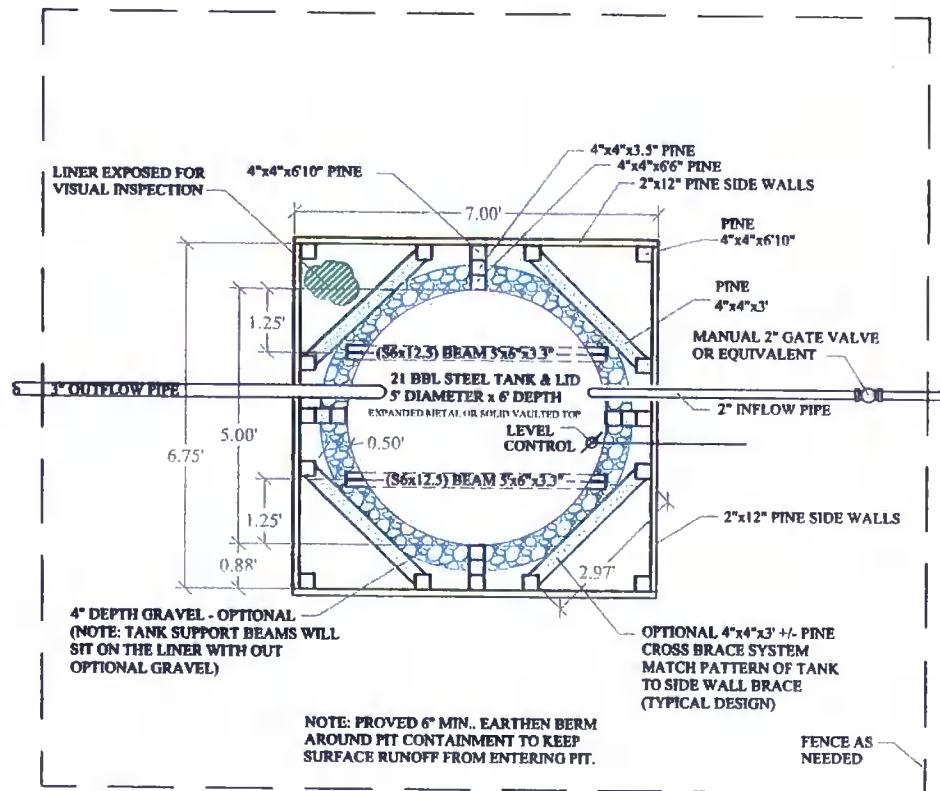 4"x4"x3.5" PINE
4"x4"x6'6" PINE
2"x12" PINE SIDE WALLS
LINER EXPOSED FOR
VISUAL INSPECTION
4"x4"x6'10" PINE
7.00'
PINE
4"x4"x6'10"
PINE
4"x4"x3'
MANUAL 2" GATE VALVE
OR EQUIVALENT
1.25'
(S6x12.5) BEAM 5'x6"x3.3"
3" OUTFLOW PIPE
21 BBL STEEL TANK & LID
5' DIAMETER x 6' DEPTH
EXPANDED METAL OR SOLID VAULTED TOP
LEVEL
CONTROL
2" INFLOW PIPE
5.00'
6.75'
0.50'
(S6x12.5) BEAM 5'x6"x3.3"
1.25'
0.88'
2"x12" PINE SIDE WALLS
2.97'
4" DEPTH GRAVEL - OPTIONAL
(NOTE: TANK SUPPORT BEAMS WILL
SIT ON THE LINER WITH OUT
OPTIONAL GRAVEL)
OPTIONAL 4"x4"x3' +/- PINE
CROSS BRACE SYSTEM
MATCH PATTERN OF TANK
TO SIDE WALL BRACE
(TYPICAL DESIGN)
NOTE: PROVED 6" MIN.. EARTHEN BERM
AROUND PIT CONTAINMENT TO KEEP
SURFACE RUNOFF FROM ENTERING PIT.
FENCE AS
NEEDED